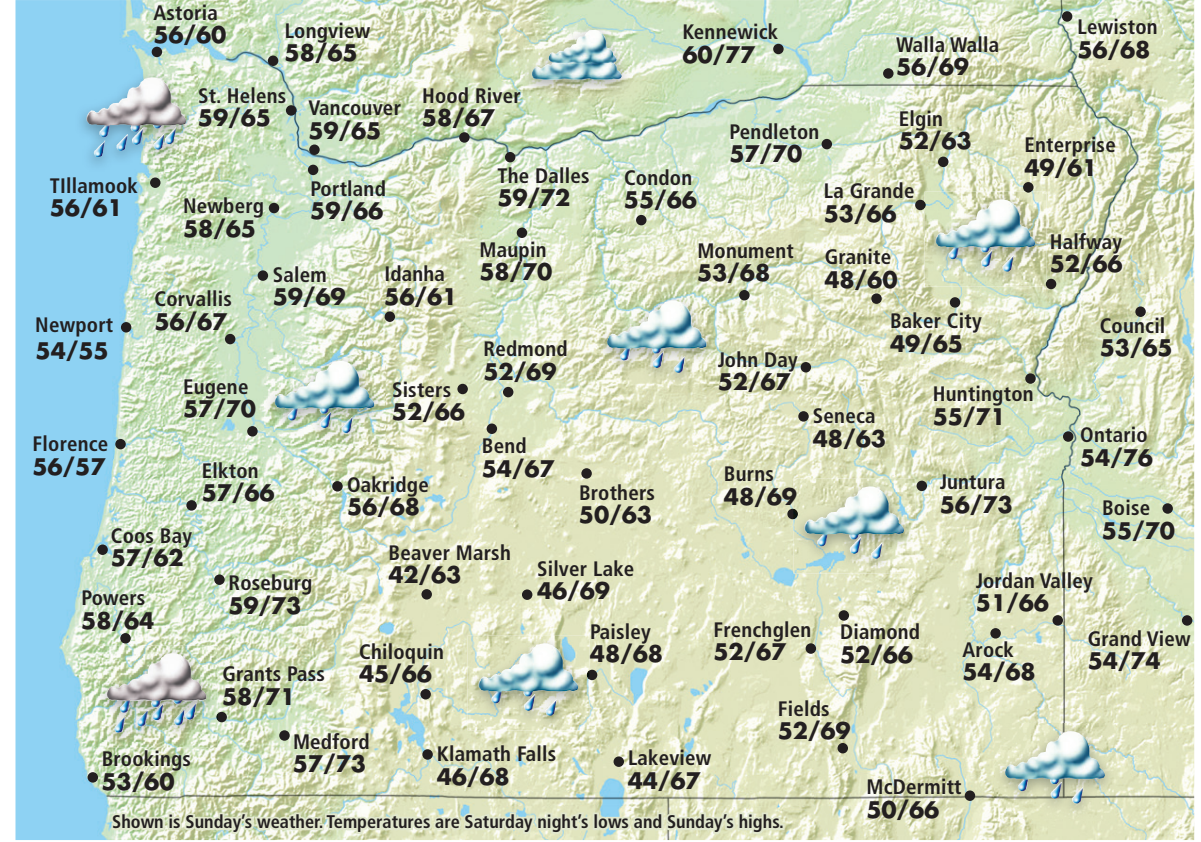 Astoria
56/60
Longview
58/65
Kennewick
60/77
Walla Walla
56/69
Lewiston
56/68
St. Helens
59/65
Vancouver
59/65
Hood River
58/67
Pendleton
57/70
Elgin
52/63
Enterprise
49/61
TIllamook
56/61
Newberg
58/65
Portland
59/66
The Dalles
59/72
Condon
55/66
La Grande
53/66
Maupin
58/70
Monument
53/68
Granite
48/60
Halfway
52/66
Salem
59/69
Idanha
56/61
Corvallis
56/67
Newport
54/55
Baker City
49/65
Council
53/65
Redmond
52/69
John Day
52/67
Eugene
57/70
Sisters
52/66
Huntington
55/71
Seneca
48/63
Florence
56/57
Bend
54/67
Ontario
54/76
Elkton
57/66
Oakridge
56/68
Brothers
50/63
Burns
48/69
Juntura
56/73
Boise
55/70
Coos Bay
57/62
Beaver Marsh
42/63
Silver Lake
46/69
Roseburg
59/73
Jordan Valley
51/66
Powers
58/64
Paisley
48/68
Frenchglen
52/67
Diamond
52/66
Grand View
54/74
Chiloquin
45/66
Arock
54/68
Grants Pass
58/71
Fields
52/69
Medford
57/73
Brookings
53/60
Klamath Falls
46/68
Lakeview
44/67
McDermitt
50/66
Shown is Sunday's weather. Temperatures are Saturday night's lows and Sunday's highs.